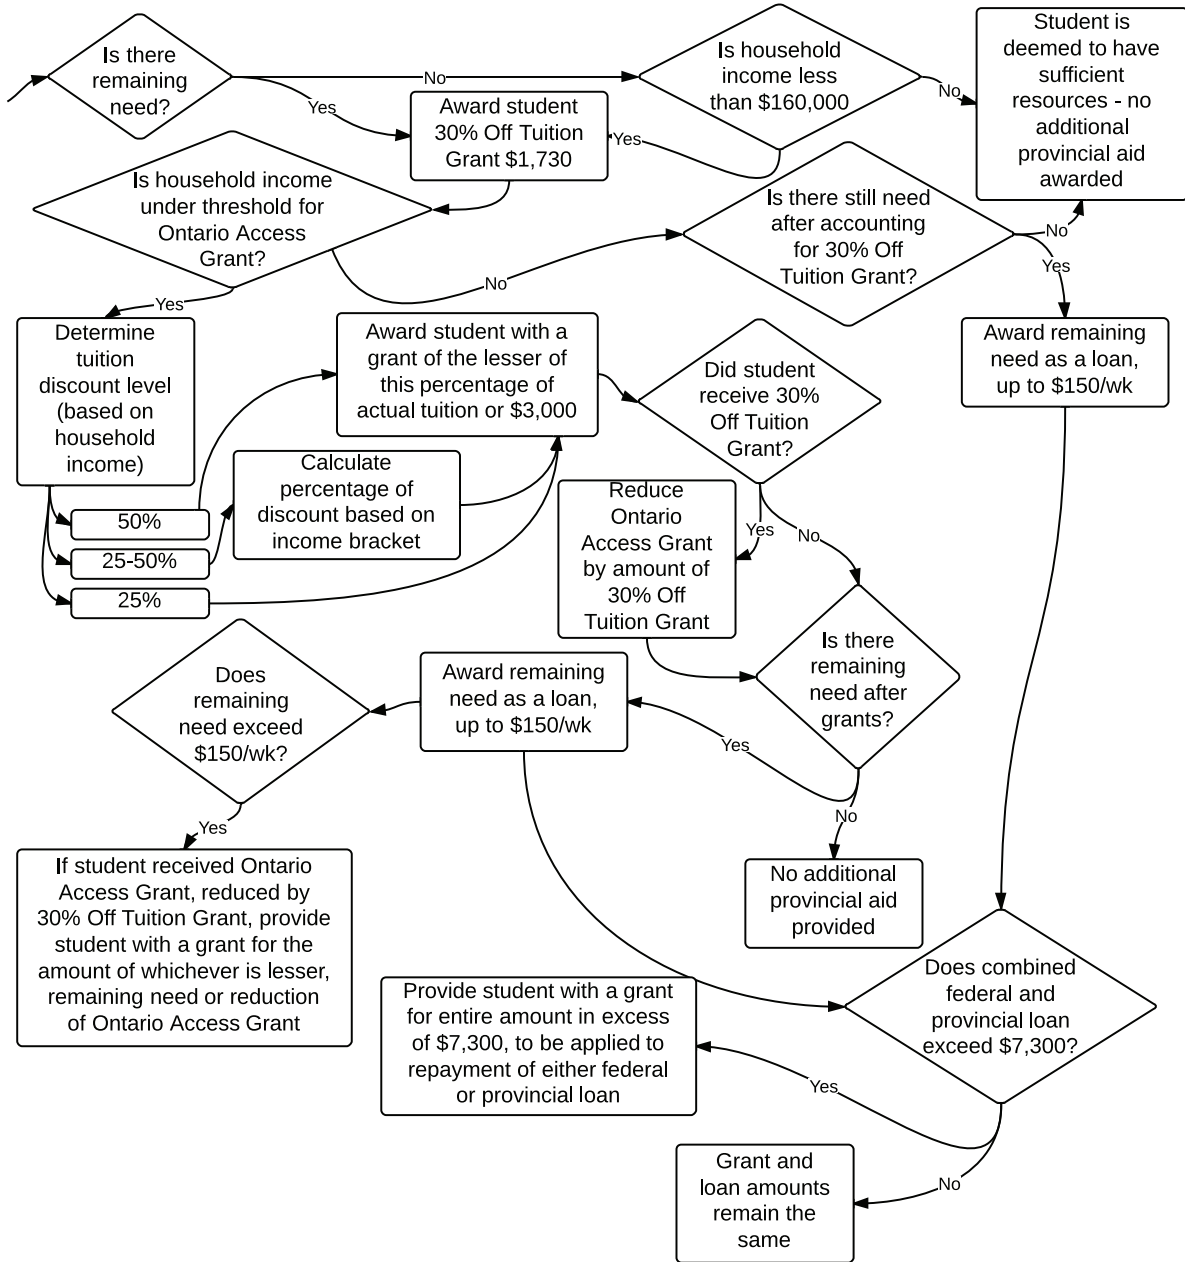 Is there
remaining
need?
No
Yes
Is household
income less
than $160,000
No
Yes
Student is
deemed to have
sufficient
resources - no
additional
provincial aid
awarded
Award student
30% Off Tuition
Grant $1,730
Is household income
under threshold for
Ontario Access
Grant?
No
Yes
Is there still need
after accounting
for 30% Off
Tuition Grant?
No
Yes
Determine
tuition
discount level
(based on
household
income)
Award student with a
grant of the lesser of
this percentage of
actual tuition or $3,000
Did student
receive 30%
Off Tuition
Grant?
Award remaining
need as a loan,
up to $150/wk
50%
25-50%
25%
Calculate
percentage of
discount based on
income bracket
Reduce
Ontario
Access Grant
by amount of
30% Off
Tuition Grant
Yes
No
Is there
remaining
need after
grants?
Yes
No
Does
remaining
need exceed
$150/wk?
Yes
Award remaining
need as a loan,
up to $150/wk
If student received Ontario
Access Grant, reduced by
30% Off Tuition Grant, provide
student with a grant for the
amount of whichever is lesser,
remaining need or reduction
of Ontario Access Grant
No additional
provincial aid
provided
Provide student with a grant
for entire amount in excess
of $7,300, to be applied to
repayment of either federal
or provincial loan
Does combined
federal and
provincial loan
exceed $7,300?
Yes
No
Grant and
loan amounts
remain the
same